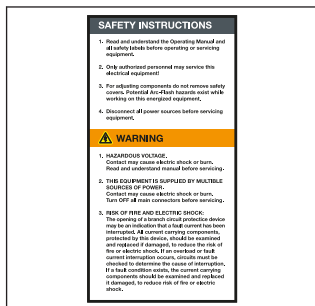 SAFETY INSTRUCTIONS
1. Read and understand the Operating Manual and
all safety labels before operating or servicing
equipment.
2. Only authorized personnel may service this
electrical equipment!
3. For adjusting components do not remove safety
covers. Potential Arc-Flash hazards exist while
working on this energized equipment.
4. Disconnect all power sources before servicing
equipment.
WARNING
1. HAZARDOUS VOLTAGE.
Contact may cause electric shock or burn.
Read and understand manual before servicing.
2. THIS EQUIPMENT IS SUPPLIED BY MULTIBLE
SOURCES OF POWER.
Contact may cause electric shock or burn.
Turn OFF all main connectors before servicing.
3. RISK OF FIRE AND ELECTRIC SHOCK:
The opening of a branch circuit protectice device
may be an indication that a fault current has been
interrupted. All current carrying components,
protected by this device, should be examined
and replaced if damaged, to reduce the risk of
fire or electric shock. If an overload or fault
current interruption occurs, circuits must be
checked to determine the cause of interruption.
If a fault condition exists, the current carrying
components should be examined and replaced
if damaged, to reduce risk of fire or electric
shock.